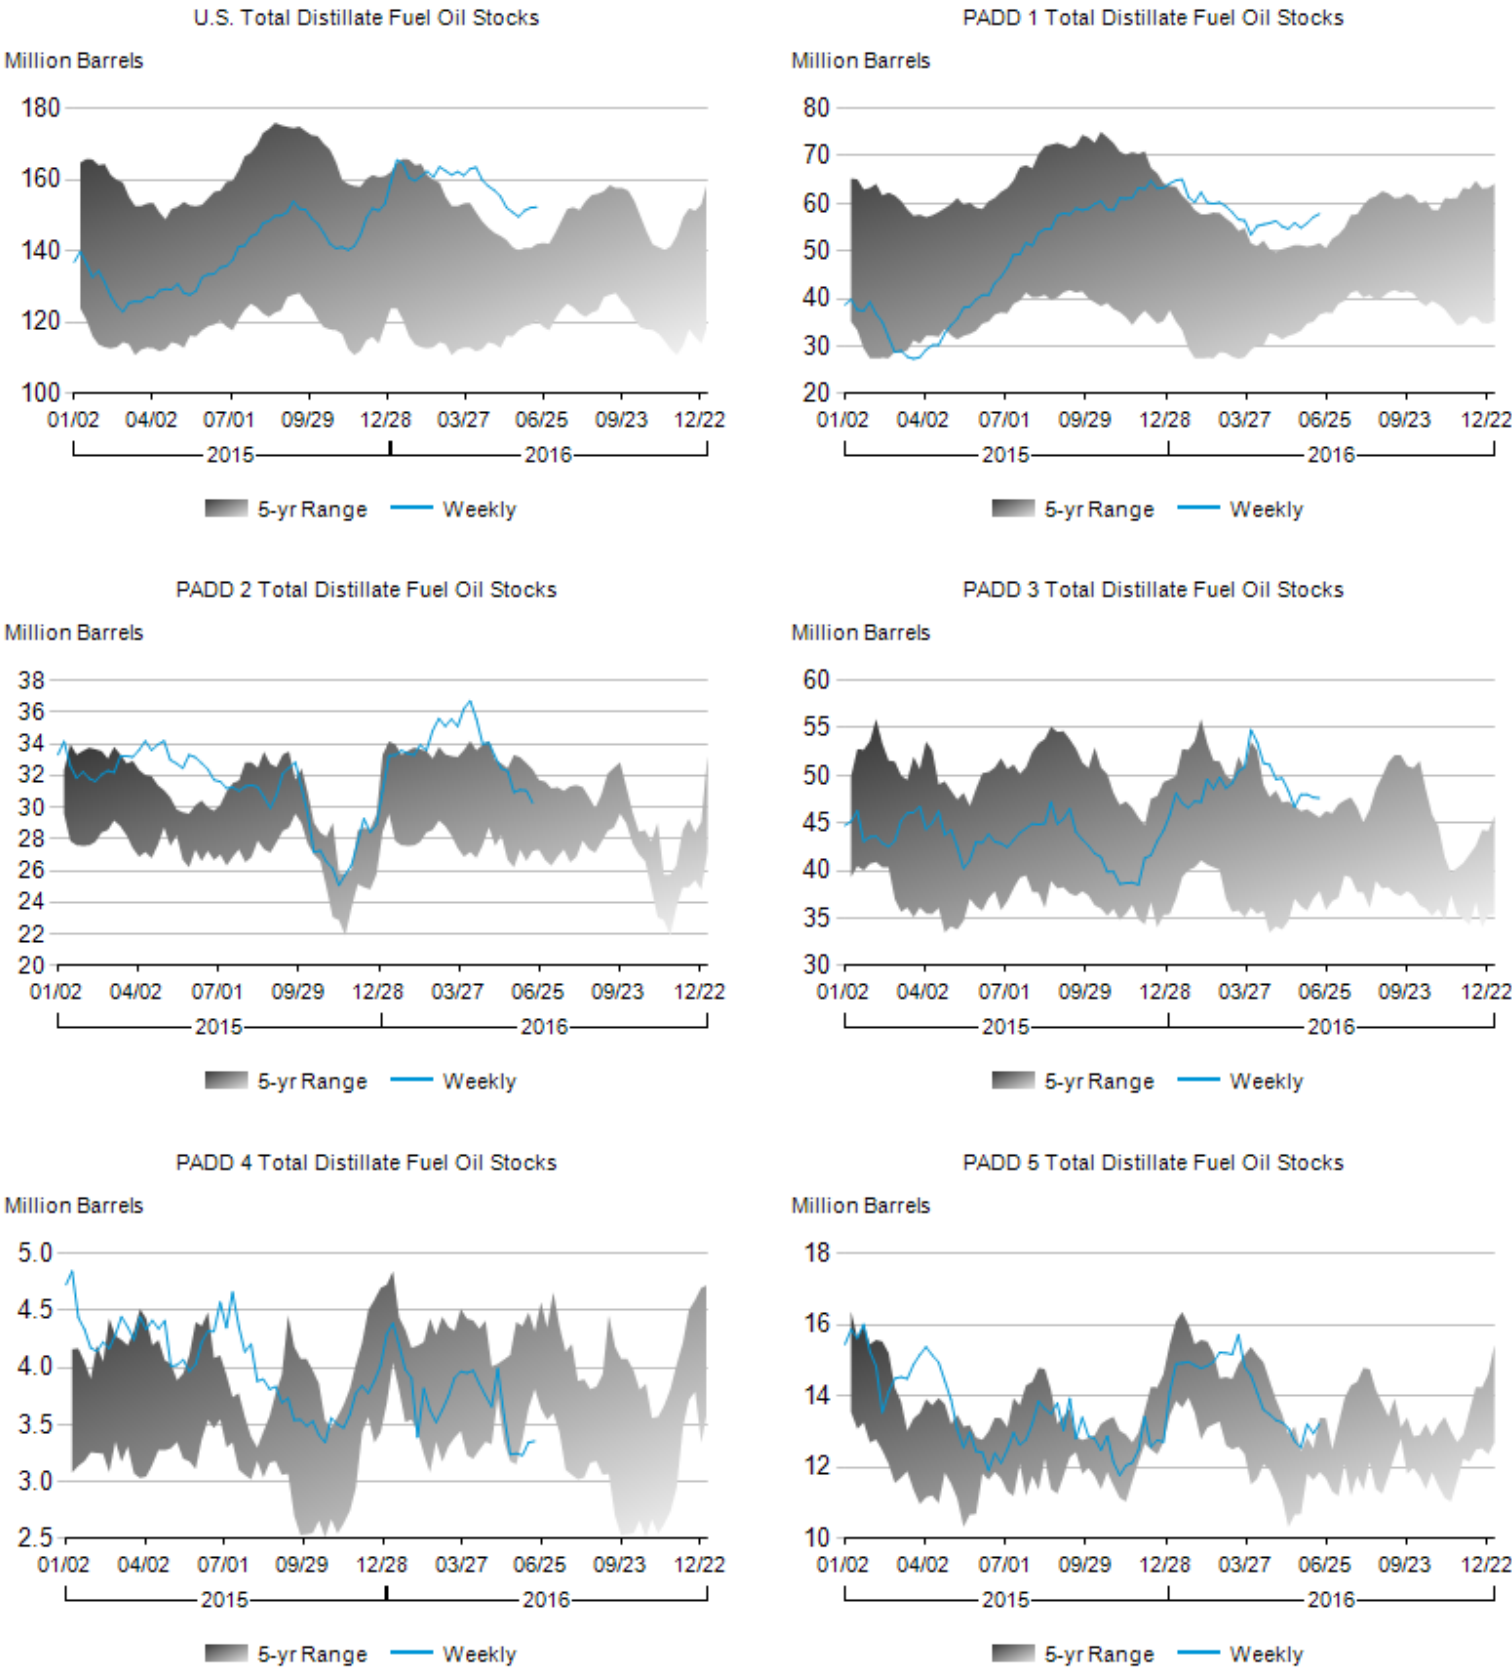 U.S. Total Distillate Fuel Oil Stocks
Million Barrels
180
160
140
120
100
01/02 04/02 07/01 09/29 12/28 03/27 06/25 09/23 12/22
2015 2016
5-yr Range Weekly
PADD 1 Total Distillate Fuel Oil Stocks
Million Barrels
80
70
60
50
40
30
20
01/02 04/02 07/01 09/29 12/28 03/27 06/25 09/23 12/22
2015 2016
5-yr Range Weekly
PADD 2 Total Distillate Fuel Oil Stocks
Million Barrels
38
36
34
32
30
28
26
24
22
20
01/02 04/02 07/01 09/29 12/28 03/27 06/25 09/23 12/22
2015 2016
5-yr Range Weekly
PADD 3 Total Distillate Fuel Oil Stocks
Million Barrels
60
55
50
45
40
35
30
01/02 04/02 07/01 09/29 12/28 03/27 06/25 09/23 12/22
2015 2016
5-yr Range Weekly
PADD 4 Total Distillate Fuel Oil Stocks
Million Barrels
5.0
4.5
4.0
3.5
3.0
2.5
01/02 04/02 07/01 09/29 12/28 03/27 06/25 09/23 12/22
2015 2016
5-yr Range Weekly
PADD 5 Total Distillate Fuel Oil Stocks
Million Barrels
18
16
14
12
10
01/02 04/02 07/01 09/29 12/28 03/27 06/25 09/23 12/22
2015 2016
5-yr Range Weekly